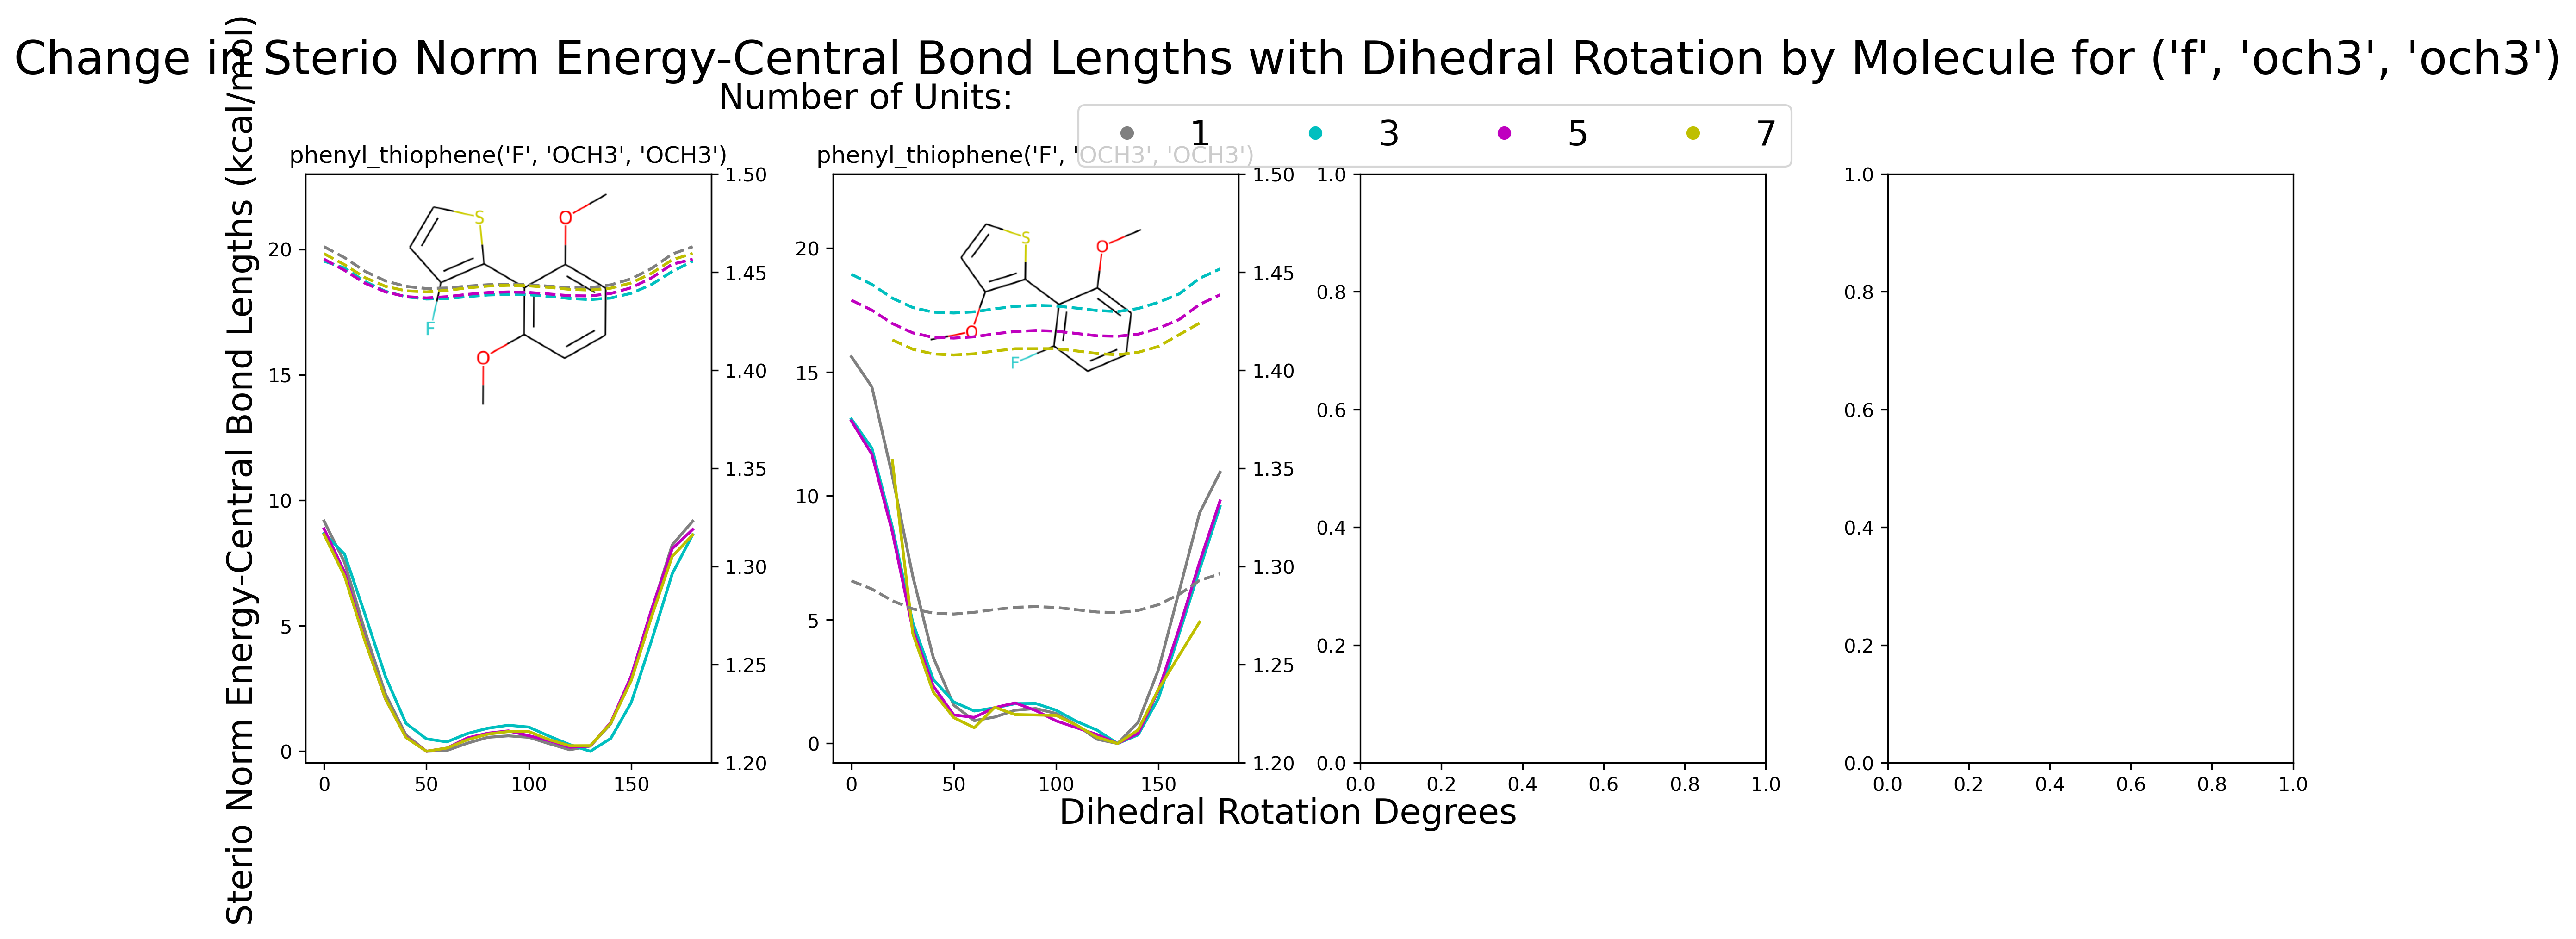 Change in Sterio Norm Energy-Central Bond Lengths with Dihedral Rotation by Molecule for ('f', 'och3', 'och3')
Number of Units:
1 3 5 7
Sterio Norm Energy-Central Bond Lengths (kcal/mol)
phenyl_thiophene('F', 'OCH3', 'OCH3')
20
15
10
5
0
0 50 100 150
1.50
1.45
1.40
1.35
1.30
1.25
1.20
S
O
F
O
phenyl_thiophene('F', 'OCH3', 'OCH3')
20
15
10
5
0
0 50 100 150
1.50
1.45
1.40
1.35
1.30
1.25
1.20
S
O
O
F
1.0
0.8
0.6
0.4
0.2
0.0
0.0 0.2 0.4 0.6 0.8 1.0
1.0
0.8
0.6
0.4
0.2
0.0
0.0 0.2 0.4 0.6 0.8 1.0
Dihedral Rotation Degrees